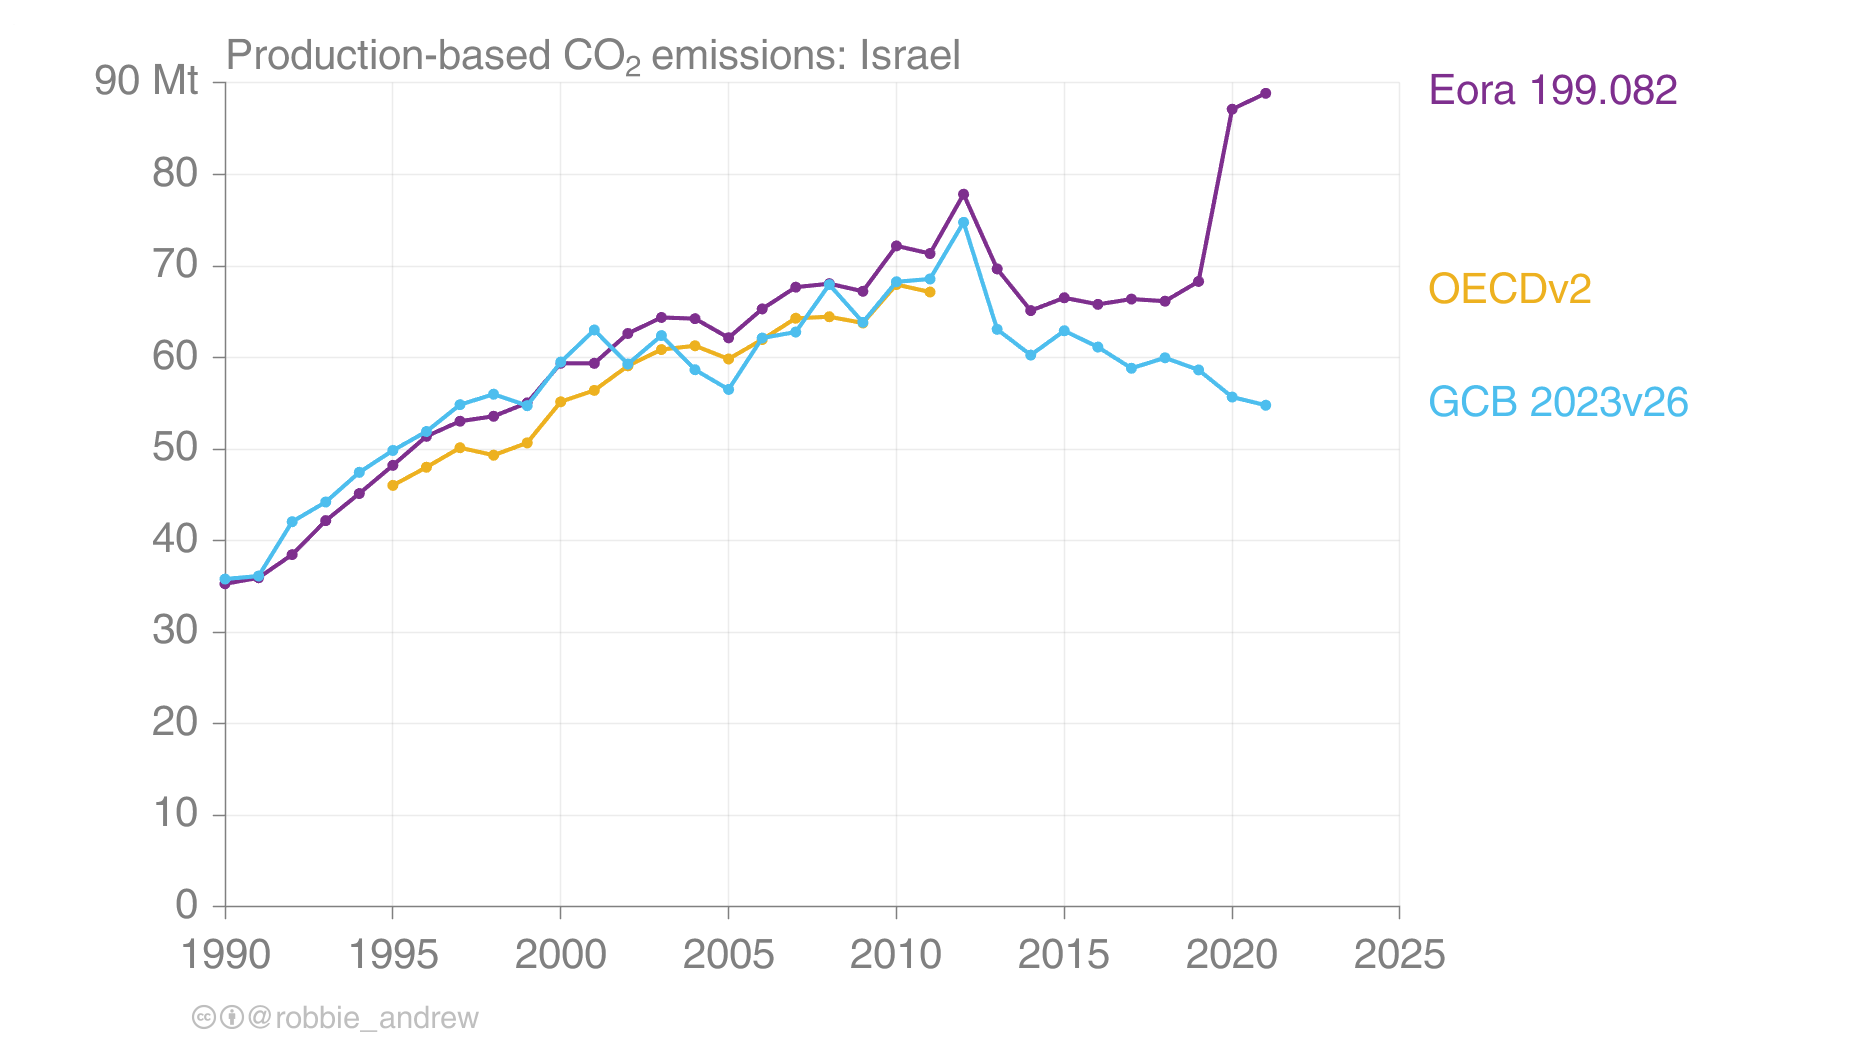 Production-based CO₂ emissions: Israel
90 Mt
80
70
60
50
40
30
20
10
0
1990 1995 2000 2005 2010 2015 2020 2025
Eora 199.082
OECDv2
GCB 2023v26
cc @robbie_andrew